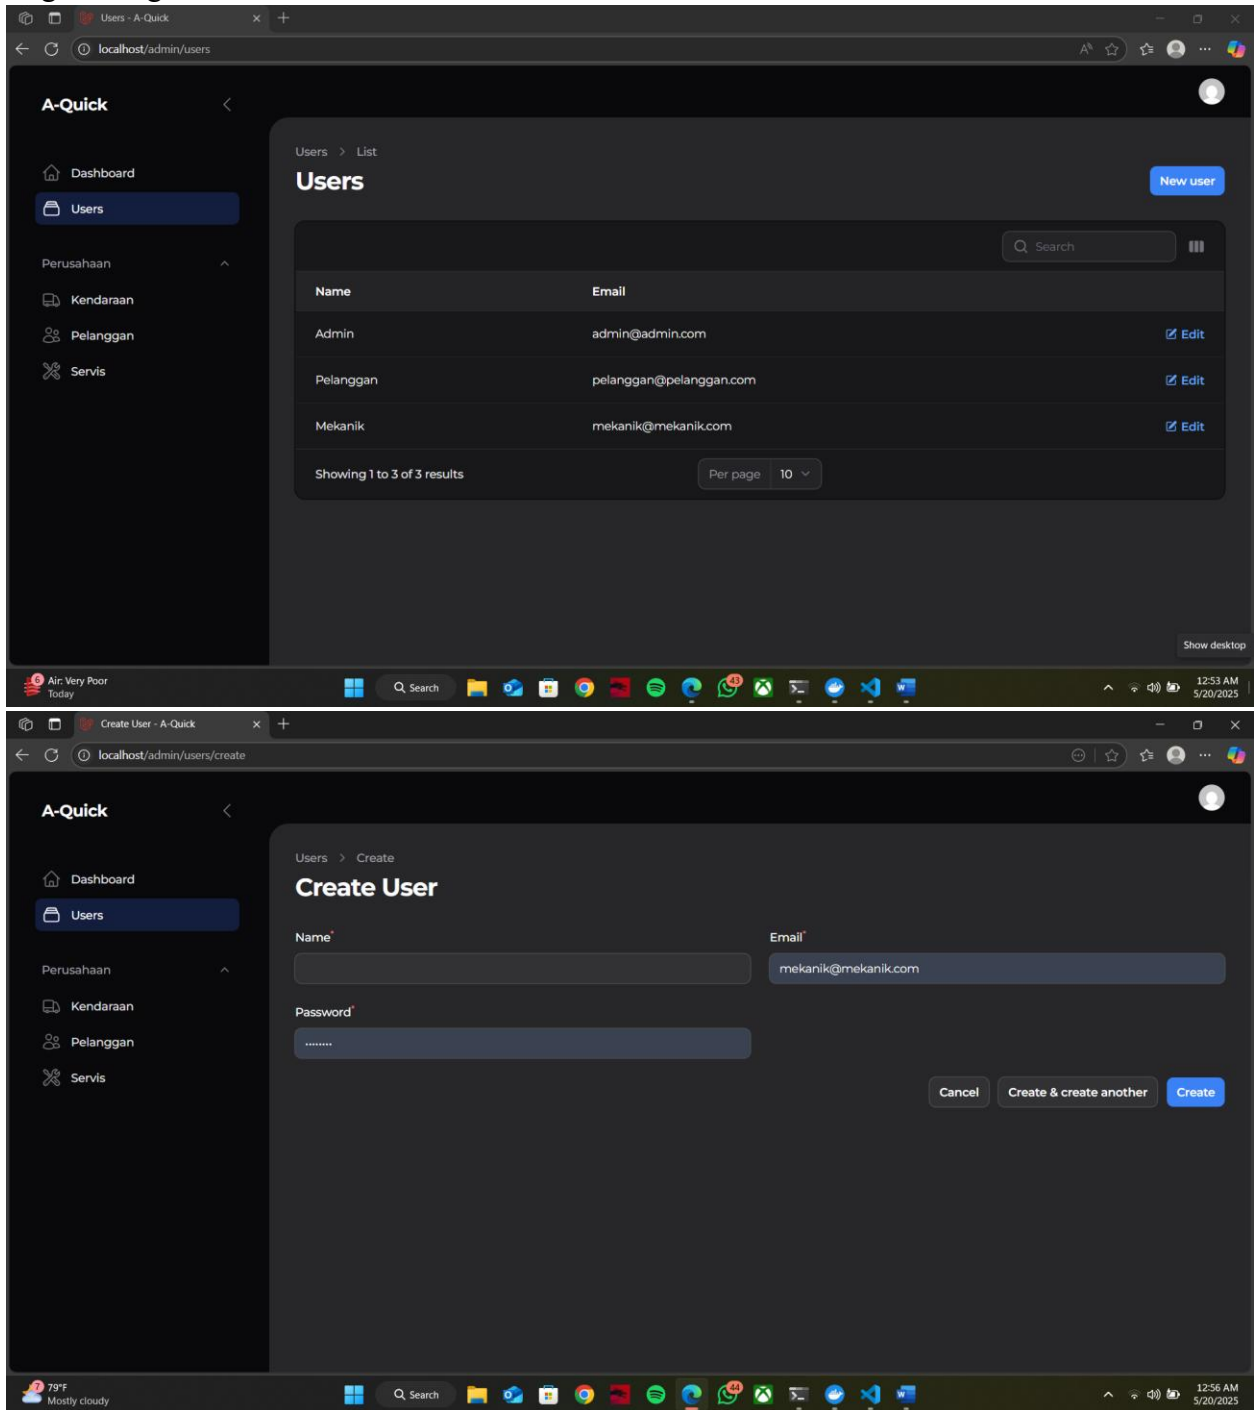 Users - A-Quick
localhost/admin/users
A-Quick
Dashboard
Users
Perusahaan
Kendaraan
Pelanggan
Servis
Users > List
Users
New user
Search
Name Email
Admin admin@admin.com Edit
Pelanggan pelanggan@pelanggan.com Edit
Mekanik mekanik@mekanik.com Edit
Showing 1 to 3 of 3 results Per page 10
Show desktop
6 Air: Very Poor
Today
Search
43
12:53 AM
5/20/2025
Create User - A-Quick
localhost/admin/users/create
A-Quick
Dashboard
Users
Perusahaan
Kendaraan
Pelanggan
Servis
Users > Create
Create User
Name* Email*
mekanik@mekanik.com
Password*
........
Cancel Create & create another Create
7 79°F
Mostly cloudy
Search
44
12:56 AM
5/20/2025